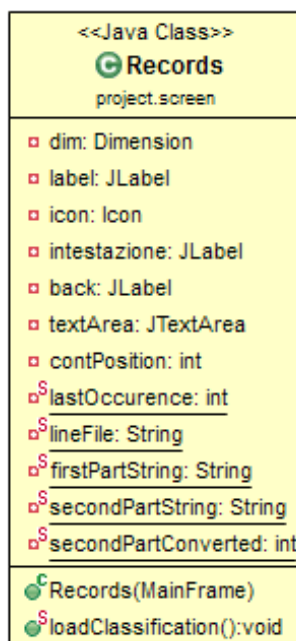 <<Java Class>>
Records
project.screen
dim: Dimension
label: JLabel
icon: Icon
intestazione: JLabel
back: JLabel
textArea: JTextArea
contPosition: int
lastOccurence: int
lineFile: String
firstPartString: String
secondPartString: String
secondPartConverted: int
Records(MainFrame)
loadClassification():void